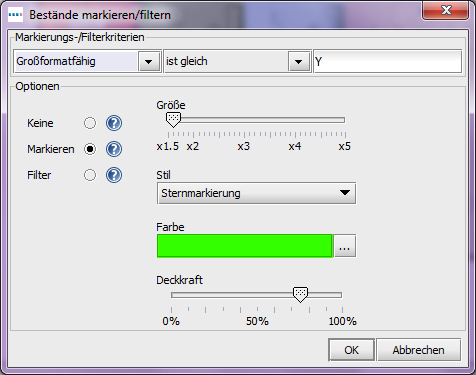 Bestände markieren/filtern
Markierungs-/Filterkriterien
Großformatfähig ist gleich Y
Optionen
Keine ?
Markieren ?
Filter ?
Größe
x1.5 x2 x3 x4 x5
Stil
Sternmarkierung
Farbe
...
Deckkraft
0% 50% 100%
OK Abbrechen